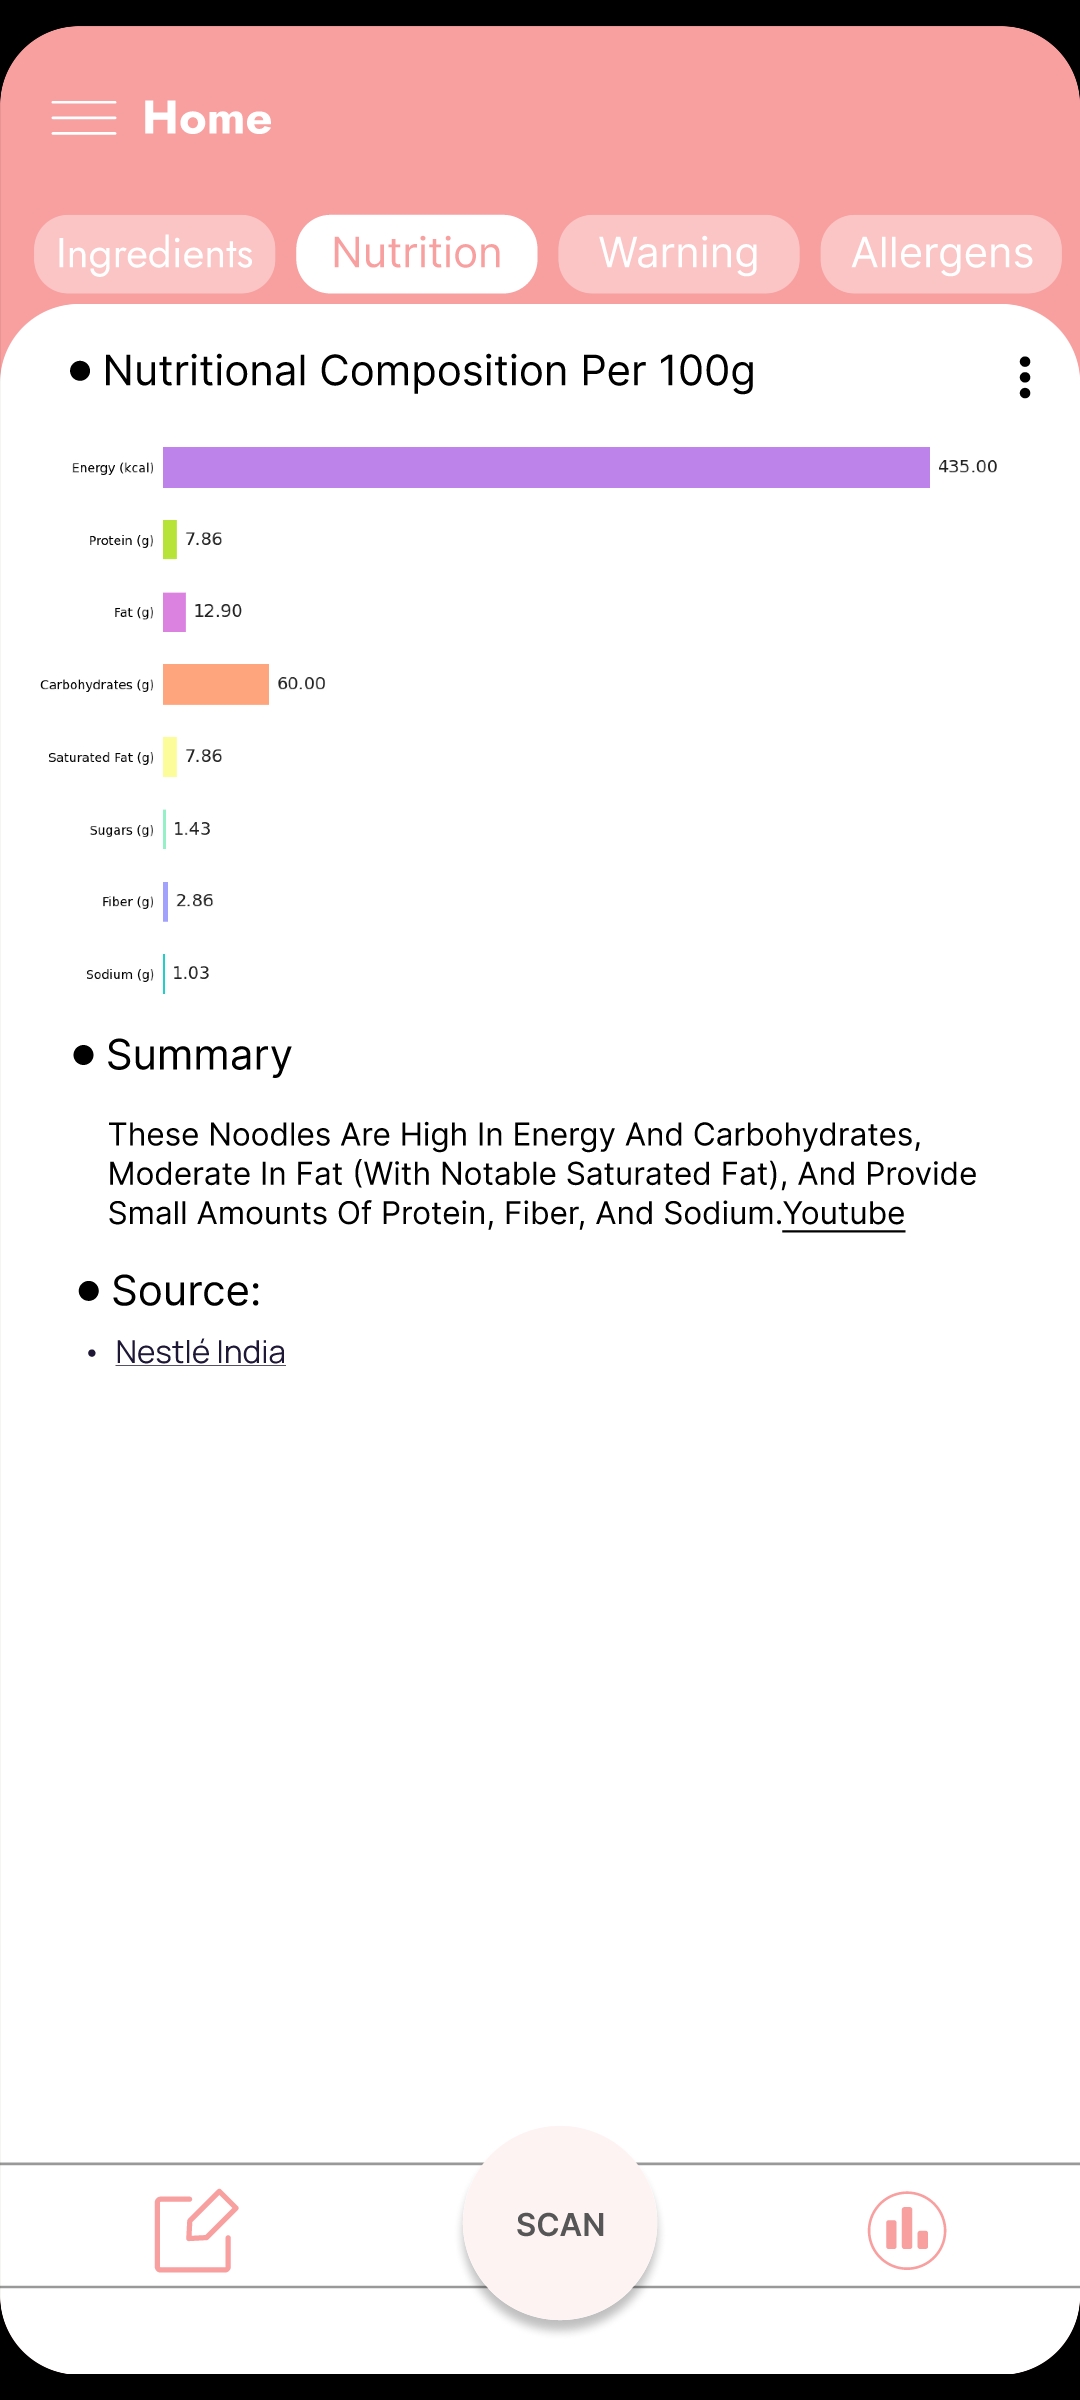 Home
Ingredients Nutrition Warning Allergens
• Nutritional Composition Per 100g
Energy (kcal) 435.00
Protein (g) 7.86
Fat (g) 12.90
Carbohydrates (g) 60.00
Saturated Fat (g) 7.86
Sugars (g) 1.43
Fiber (g) 2.86
Sodium (g) 1.03
• Summary
These Noodles Are High In Energy And Carbohydrates,
Moderate In Fat (With Notable Saturated Fat), And Provide
Small Amounts Of Protein, Fiber, And Sodium.Youtube
• Source:
• Nestlé India
SCAN